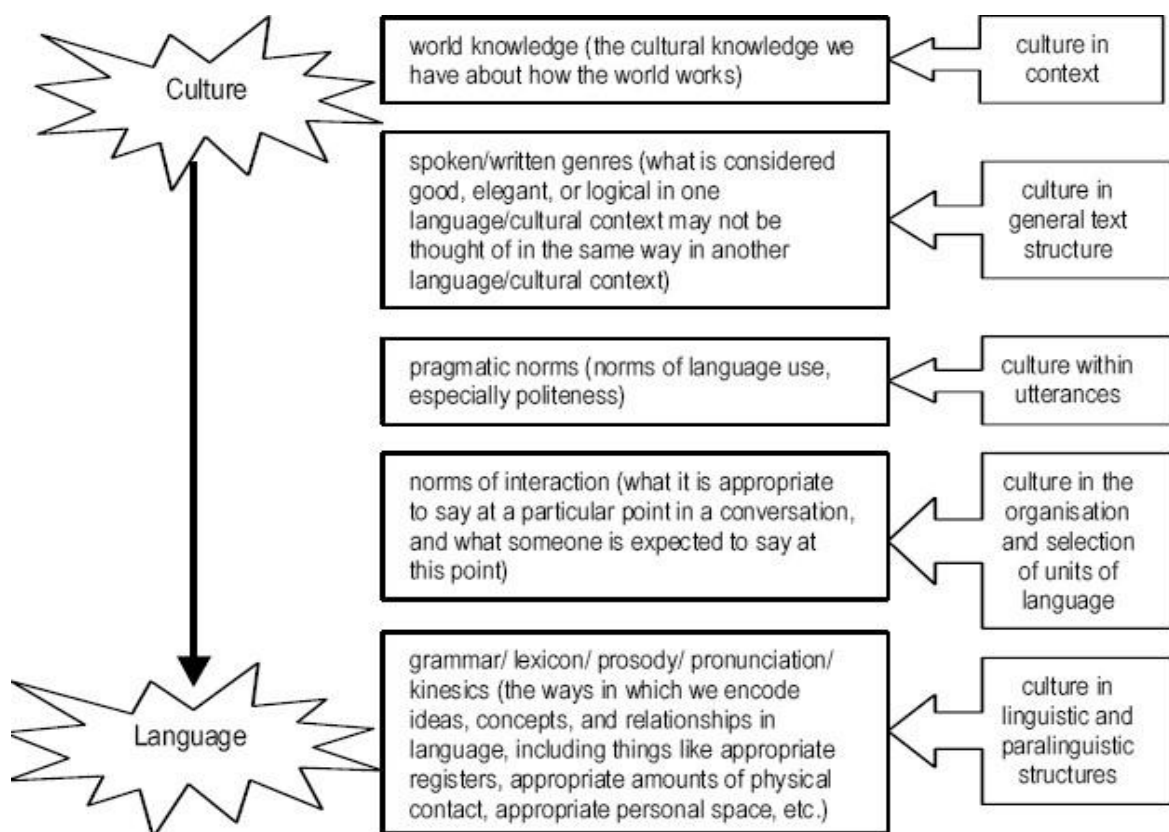 Culture
world knowledge (the cultural knowledge we
have about how the world works)
culture in
context
spoken/written genres (what is considered
good, elegant, or logical in one
language/cultural context may not be
thought of in the same way in another
language/cultural context)
culture in
general text
structure
pragmatic norms (norms of language use,
especially politeness)
culture within
utterances
norms of interaction (what it is appropriate
to say at a particular point in a conversation,
and what someone is expected to say at
this point)
culture in the
organisation
and selection
of units of
language
Language
grammar/ lexicon/ prosody/ pronunciation/
kinesics (the ways in which we encode
ideas, concepts, and relationships in
language, including things like appropriate
registers, appropriate amounts of physical
contact, appropriate personal space, etc.)
culture in
linguistic and
paralinguistic
structures